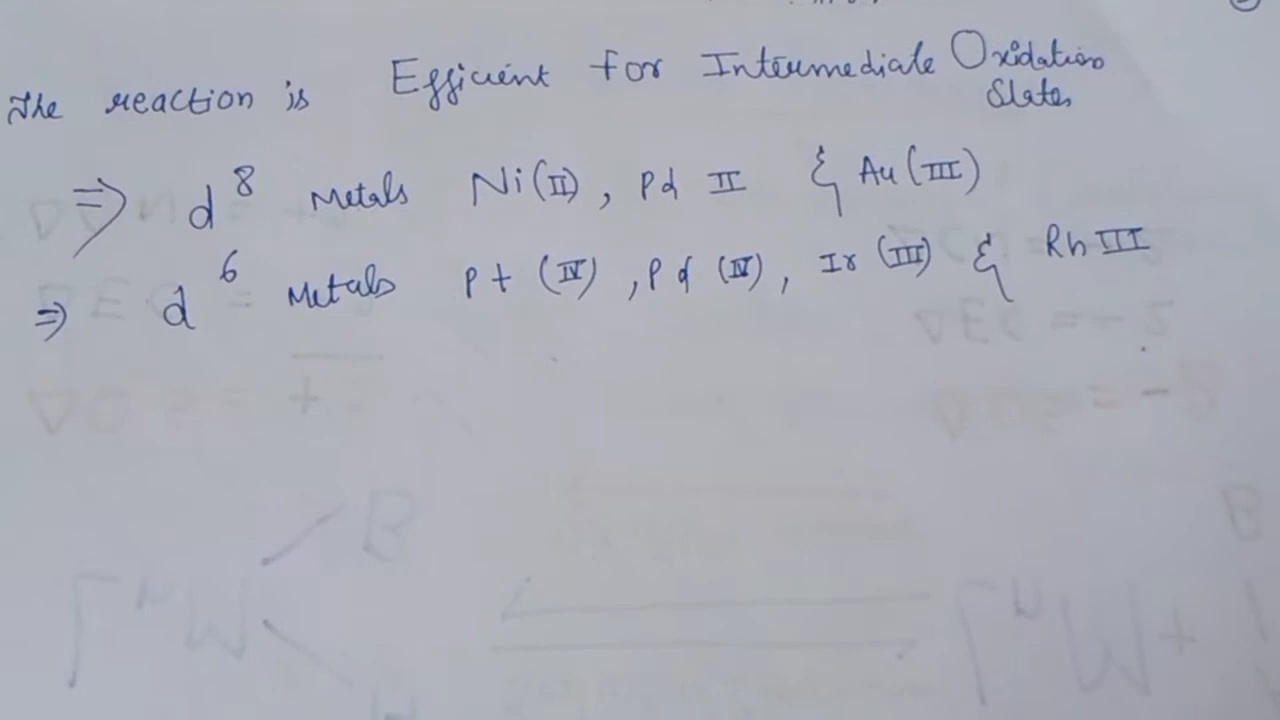 The reaction is Efficient for Intermediate Oxidation
States
⇒ d⁸ Metals Ni(II), Pd II & Au(III)
⇒ d⁶ Metals Pt (IV), Pd (IV), Ir (III) & Rh III